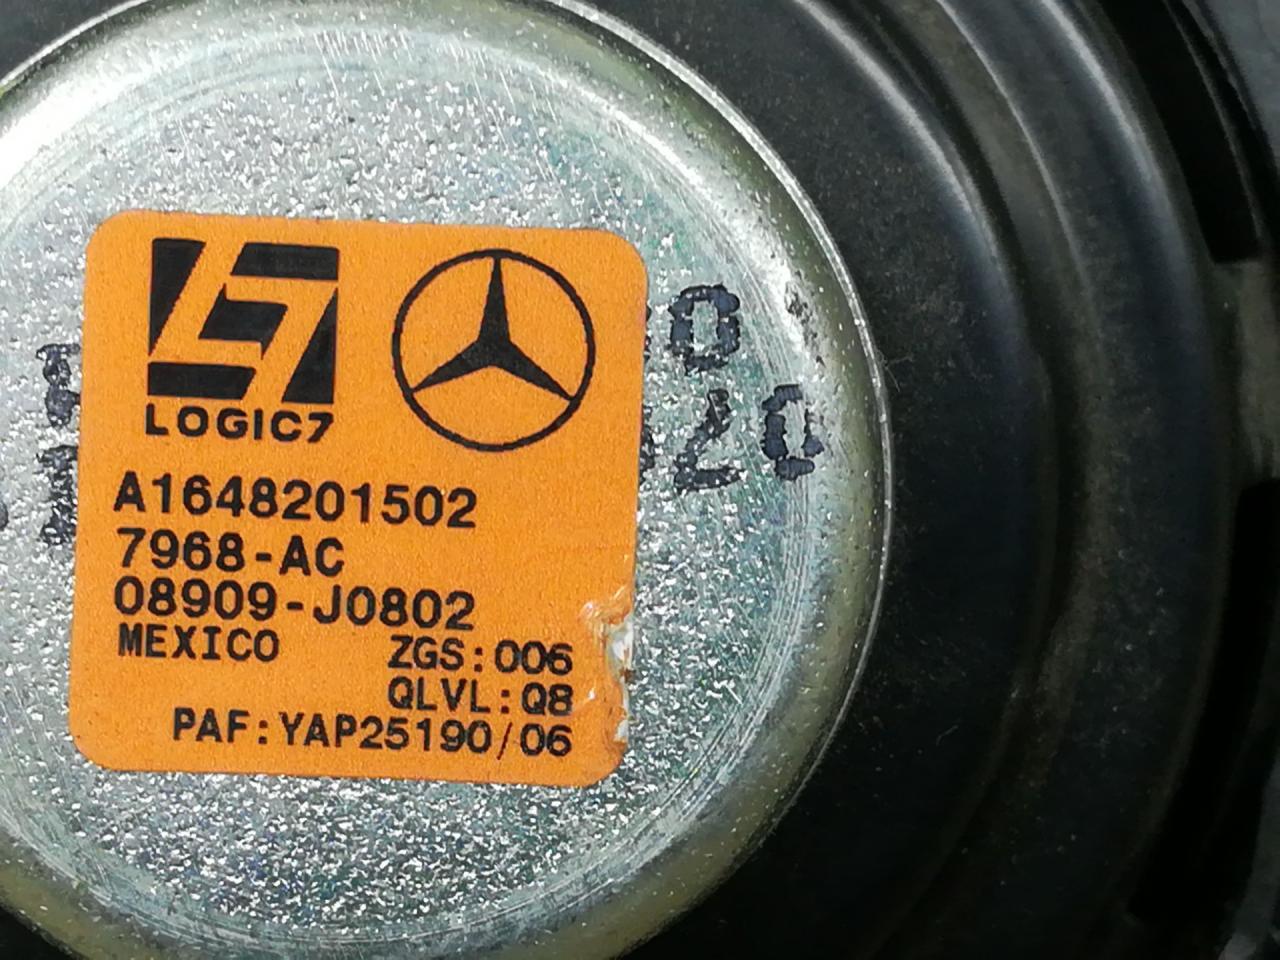 LOGIC7
A1648201502
7968-AC
08909-J0802
MEXICO ZGS:006
QLVL:Q8
PAF:YAP25190/06